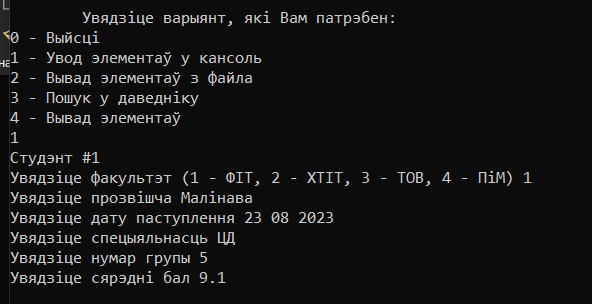 Увядзіце варыянт, які Вам патрэбен:
0 - Выйсці
1 - Увод элементаў у кансоль
2 - Вывад элементаў з файла
3 - Пошук у даведніку
4 - Вывад элементаў
1
Студэнт #1
Увядзіце факультэт (1 - ФІТ, 2 - ХТІТ, 3 - ТОВ, 4 - ПіМ) 1
Увядзіце прозвішча Малінава
Увядзіце дату паступлення 23 08 2023
Увядзіце спецыяльнасць ЦД
Увядзіце нумар групы 5
Увядзіце сярэдні бал 9.1